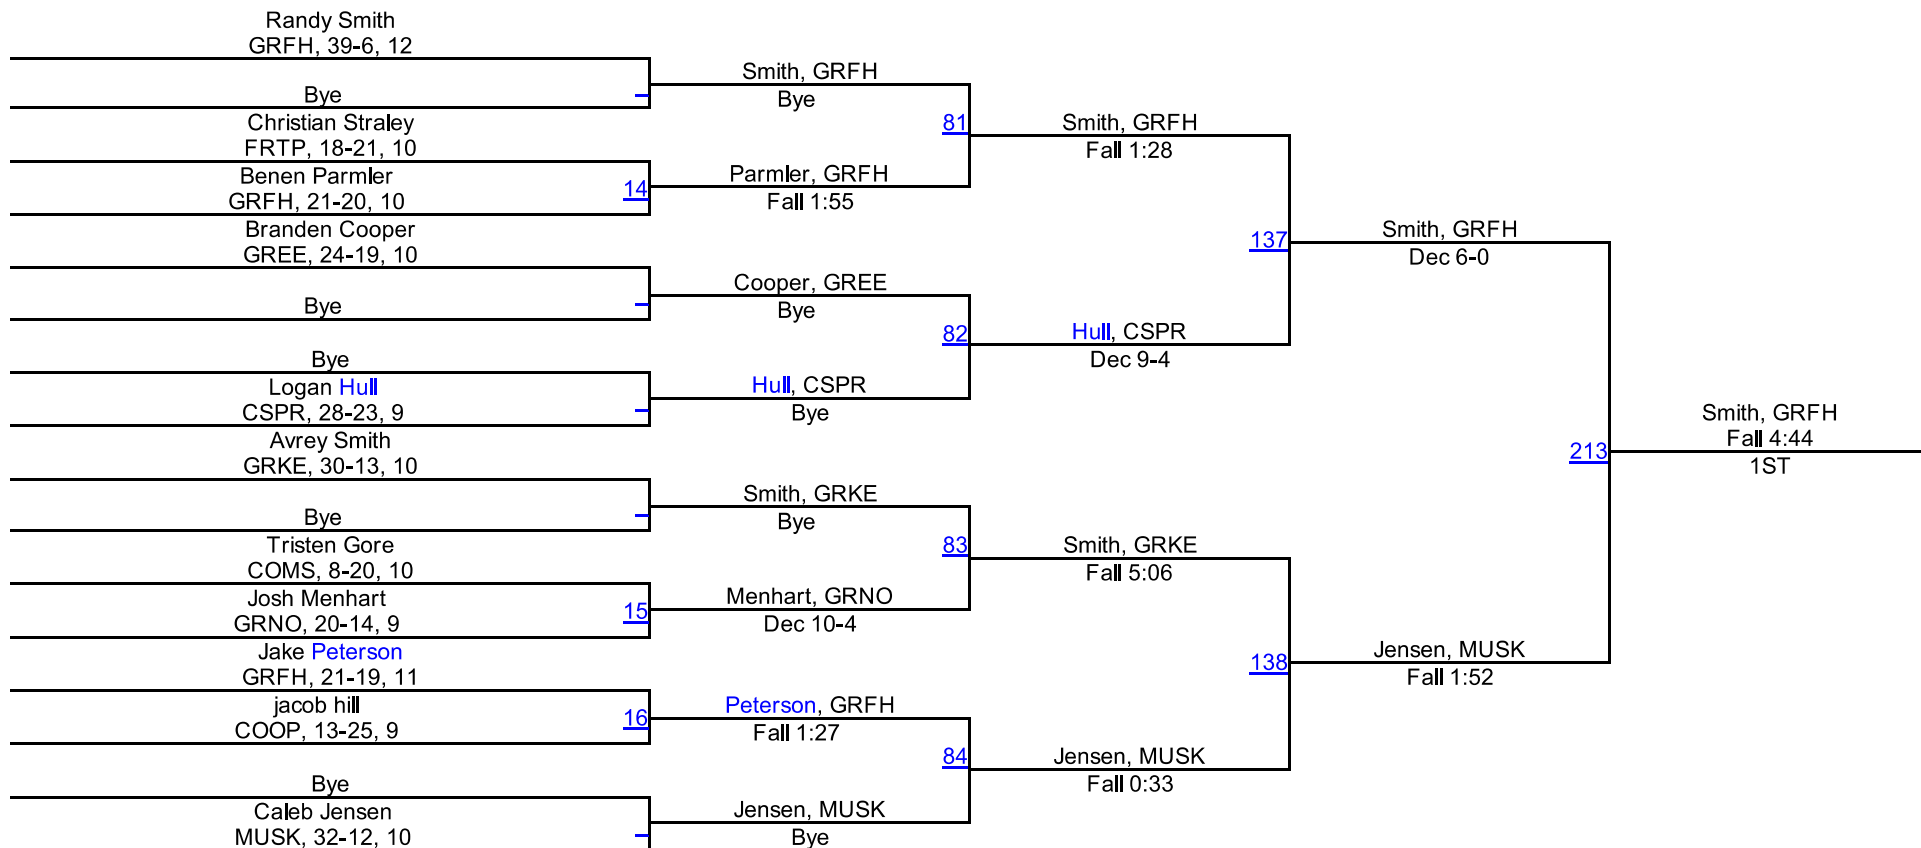 Randy Smith
GRFH, 39-6, 12
Bye
Christian Straley
FRTP, 18-21, 10
Benen Parmler
GRFH, 21-20, 10
14
Branden Cooper
GREE, 24-19, 10
Bye
Bye
Logan Hull
CSPR, 28-23, 9
Avrey Smith
GRKE, 30-13, 10
Bye
Tristen Gore
COMS, 8-20, 10
Josh Menhart
GRNO, 20-14, 9
15
Jake Peterson
GRFH, 21-19, 11
jacob hill
COOP, 13-25, 9
16
Bye
Caleb Jensen
MUSK, 32-12, 10
Smith, GRFH
Bye
81
Parmler, GRFH
Fall 1:55
Cooper, GREE
Bye
82
Hull, CSPR
Bye
Smith, GRKE
Bye
83
Menhart, GRNO
Dec 10-4
Peterson, GRFH
Fall 1:27
84
Jensen, MUSK
Bye
Smith, GRFH
Fall 1:28
137
Hull, CSPR
Dec 9-4
Smith, GRKE
Fall 5:06
138
Jensen, MUSK
Fall 0:33
Smith, GRFH
Dec 6-0
213
Jensen, MUSK
Fall 1:52
Smith, GRFH
Fall 4:44
1ST